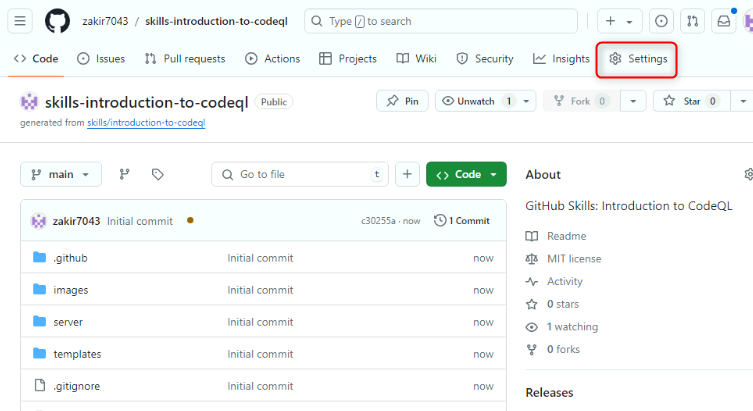 zakir7043 / skills-introduction-to-codeql Type / to search
Code Issues Pull requests Actions Projects Wiki Security Insights Settings
skills-introduction-to-codeql Public Pin Unwatch 1 Fork 0 Star 0
generated from skills/introduction-to-codeql
main Go to file t Code
About
zakir7043 Initial commit c30255a · now 1 Commit
GitHub Skills: Introduction to CodeQL
.github Initial commit now
images Initial commit now
server Initial commit now
templates Initial commit now
.gitignore Initial commit now
Readme
MIT license
Activity
0 stars
1 watching
0 forks
Releases